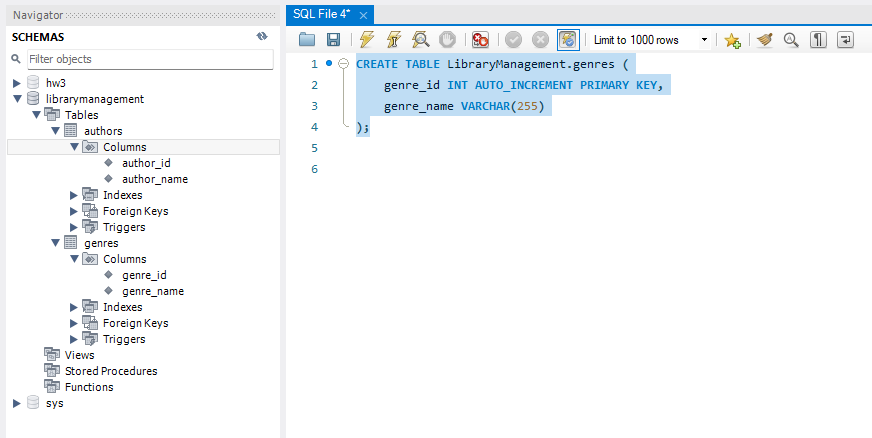 Navigator
SCHEMAS
Filter objects
hw3
librarymanagement
Tables
authors
Columns
author_id
author_name
Indexes
Foreign Keys
Triggers
genres
Columns
genre_id
genre_name
Indexes
Foreign Keys
Triggers
Views
Stored Procedures
Functions
sys
SQL File 4*
Limit to 1000 rows
1 CREATE TABLE LibraryManagement.genres (
2 genre_id INT AUTO_INCREMENT PRIMARY KEY,
3 genre_name VARCHAR(255)
4 );
5
6